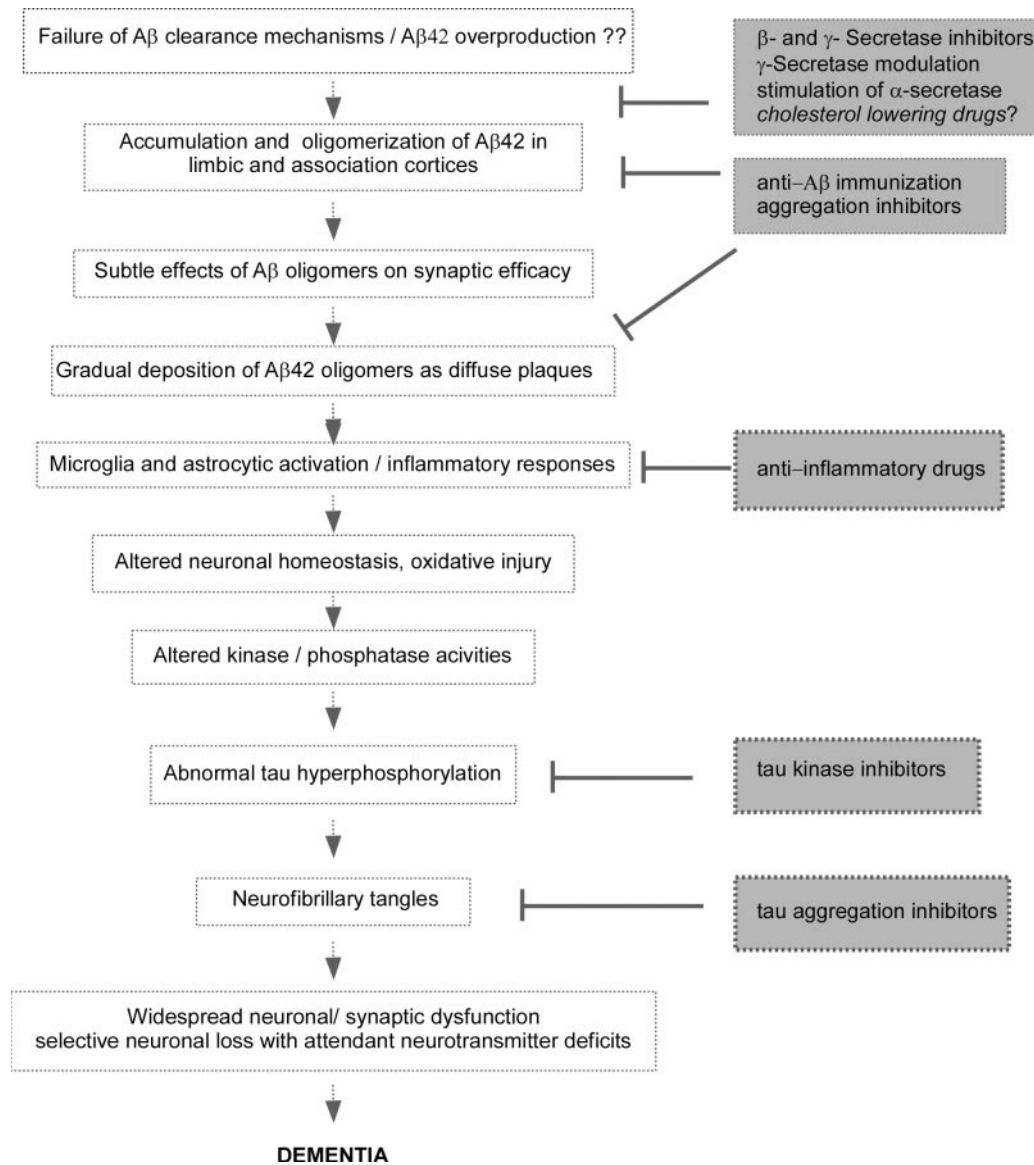 Failure of Aβ clearance mechanisms / Aβ42 overproduction ??
β- and γ- Secretase inhibitors
γ-Secretase modulation
stimulation of α-secretase
cholesterol lowering drugs?
Accumulation and oligomerization of Aβ42 in
limbic and association cortices
anti–Aβ immunization
aggregation inhibitors
Subtle effects of Aβ oligomers on synaptic efficacy
Gradual deposition of Aβ42 oligomers as diffuse plaques
Microglia and astrocytic activation / inflammatory responses
anti–inflammatory drugs
Altered neuronal homeostasis, oxidative injury
Altered kinase / phosphatase acivities
Abnormal tau hyperphosphorylation
tau kinase inhibitors
Neurofibrillary tangles
tau aggregation inhibitors
Widespread neuronal/ synaptic dysfunction
selective neuronal loss with attendant neurotransmitter deficits
DEMENTIA